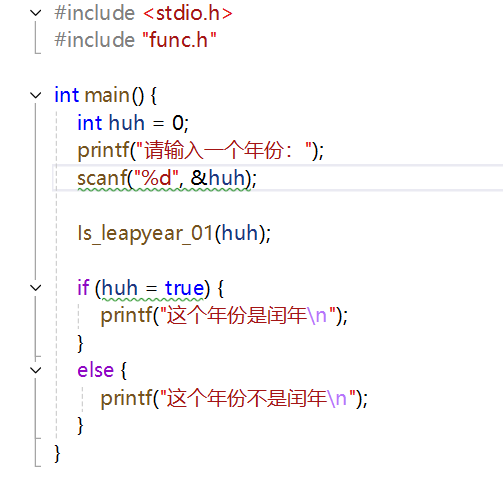 #include <stdio.h>
#include "func.h"
int main() {
int huh = 0;
printf("请输入一个年份：");
scanf("%d", &huh);
Is_leapyear_01(huh);
if (huh = true) {
printf("这个年份是闰年\n");
}
else {
printf("这个年份不是闰年\n");
}
}